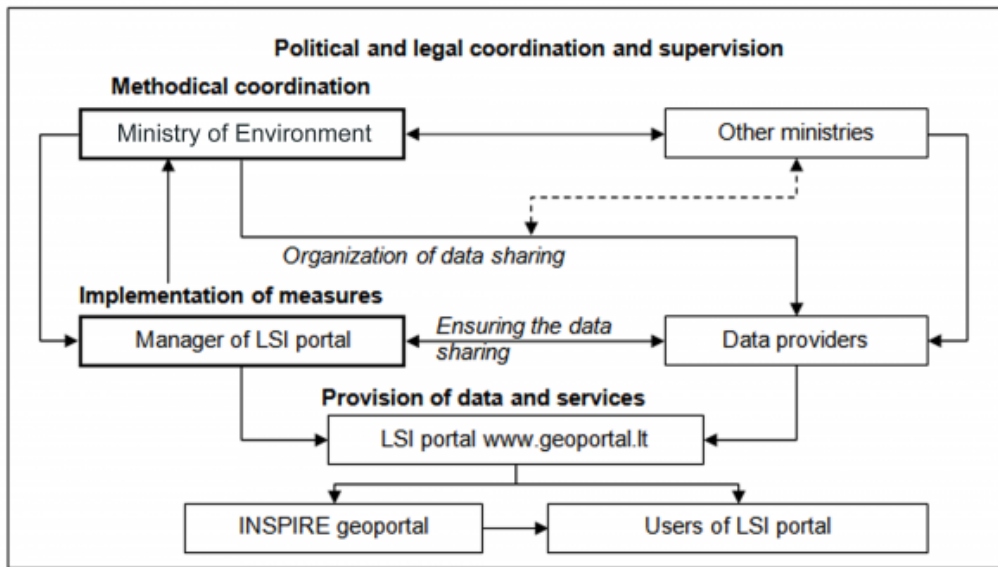 Political and legal coordination and supervision
Methodical coordination
Ministry of Environment
Other ministries
Organization of data sharing
Implementation of measures
Manager of LSI portal
Ensuring the data
sharing
Data providers
Provision of data and services
LSI portal www.geoportal.lt
INSPIRE geoportal
Users of LSI portal